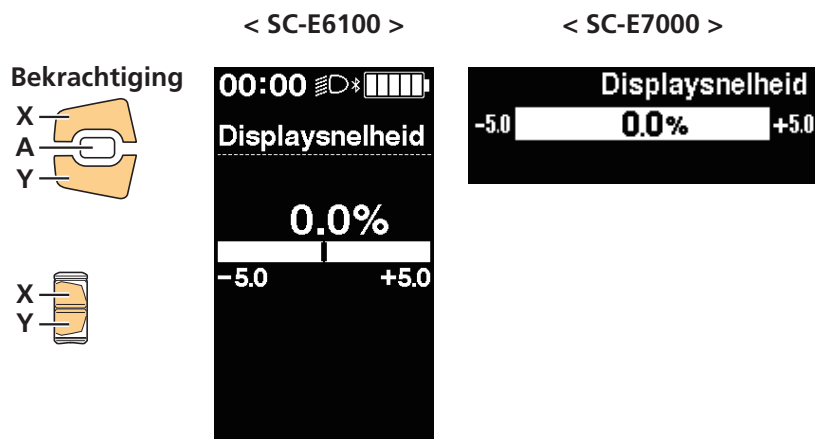 < SC-E6100 >
< SC-E7000 >
Bekrachtiging
X
A
Y
X
Y
00:00
Displaysnelheid
0.0%
-5.0 +5.0
Displaysnelheid
-5.0 0.0% +5.0